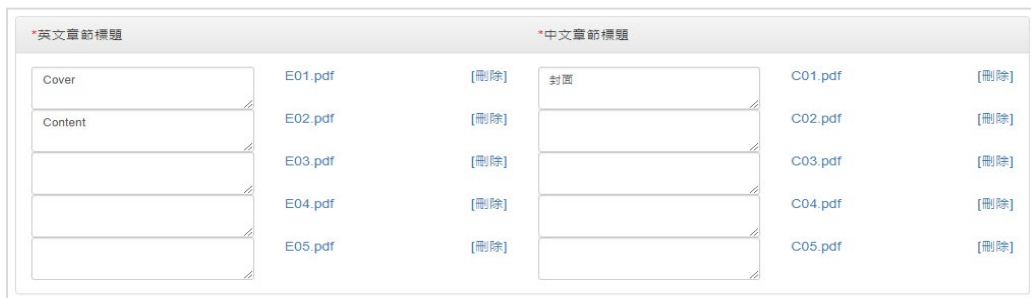 *英文章節標題 *中文章節標題
Cover E01.pdf [刪除] 封面 C01.pdf [刪除]
Content E02.pdf [刪除] C02.pdf [刪除]
E03.pdf [刪除] C03.pdf [刪除]
E04.pdf [刪除] C04.pdf [刪除]
E05.pdf [刪除] C05.pdf [刪除]